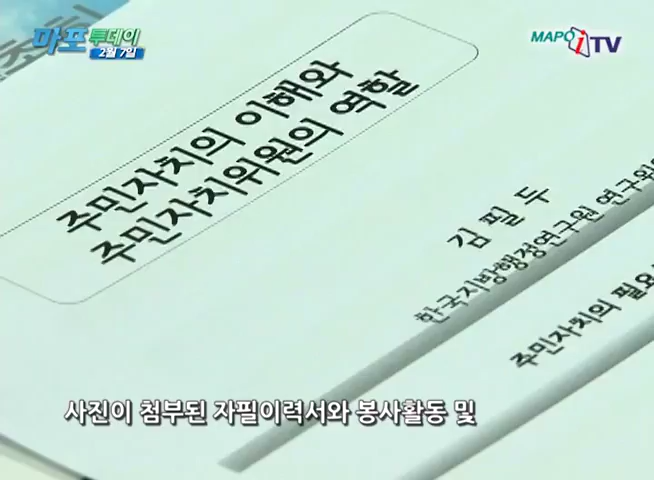 마포 투데이
2월 7일
MAPO i TV
주민자치의 이해와
주민자치위원의 역할
김필두
한국지방행정연구원 연구위원
주민자치의 필요
사진이 첨부된 자필이력서와 봉사활동 및